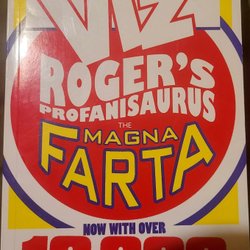 VIZ
ROGER'S
PROFANISAURUS
THE
MAGNA
FARTA
NOW WITH OVER